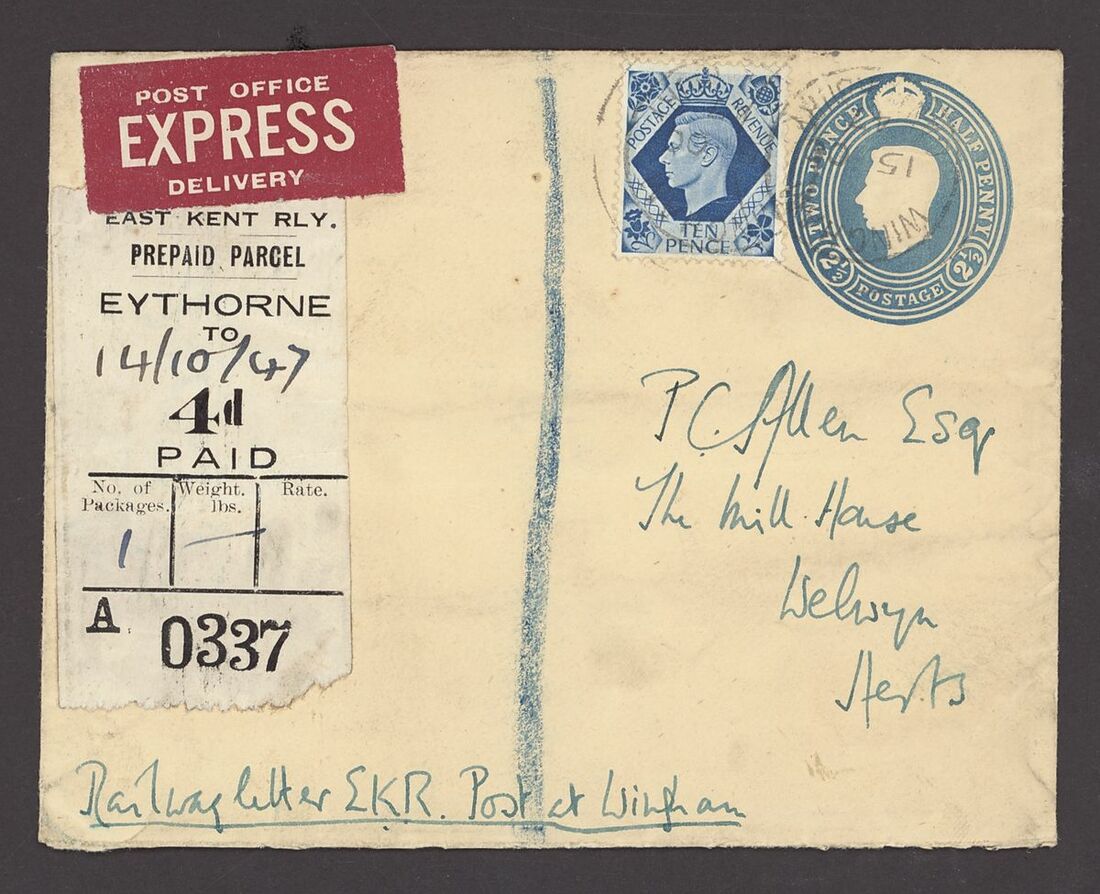 POST OFFICE
EXPRESS
DELIVERY
EAST KENT RLY.
PREPAID PARCEL
EYTHORNE
TO
14/10/47
4d
PAID
No. of Packages. Weight. lbs. Rate.
1 —
A 0337
POSTAGE REVENUE
TEN
PENCE
TWO PENCE HALF PENNY
2½ POSTAGE 2½
15
P C Allen Esq
The Mill House
Welwyn
Herts
Railway letter EKR. Post at Wingham